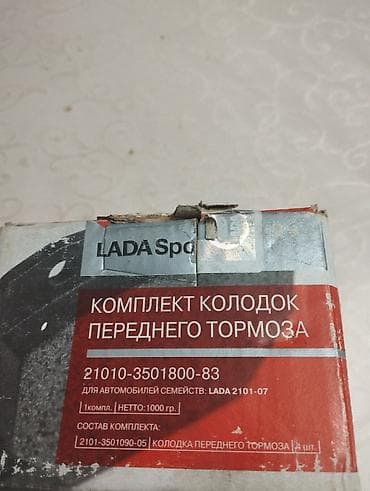 LADA Spo
КОМПЛЕКТ КОЛОДОК
ПЕРЕДНЕГО ТОРМОЗА
21010-3501800-83
ДЛЯ АВТОМОБИЛЕЙ СЕМЕЙСТВ: LADA 2101-07
1компл. НЕТТО: 1000 гр.
СОСТАВ КОМПЛЕКТА:
2101-3501090-05 КОЛОДКА ПЕРЕДНЕГО ТОРМОЗА 4 шт.